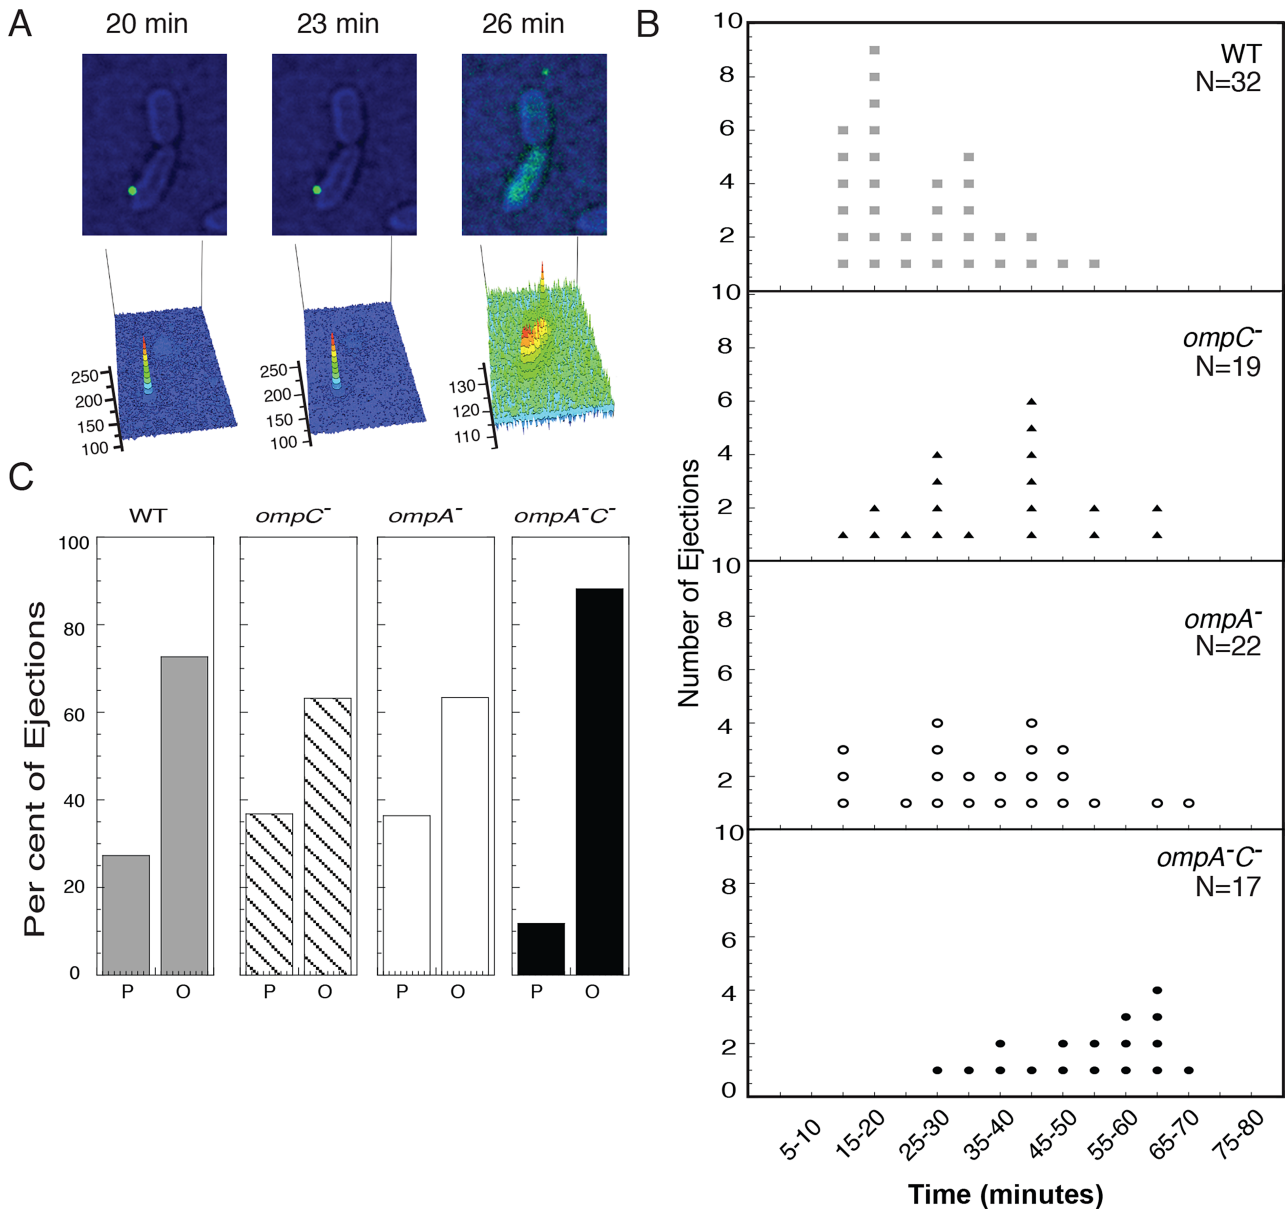 A
20 min
23 min
26 min
250
200
150
100
250
200
150
100
130
120
110
B
10
8
6
4
2
WT
N=32
10
8
6
4
2
ompC-
N=19
10
8
6
4
2
ompA-
N=22
10
8
6
4
2
0
ompA-C-
N=17
Number of Ejections
5-10
15-20
25-30
35-40
45-50
55-60
65-70
75-80
Time (minutes)
C
WT
ompC-
ompA-
ompA-C-
100
80
60
40
20
0
Per cent of Ejections
P O
P O
P O
P O